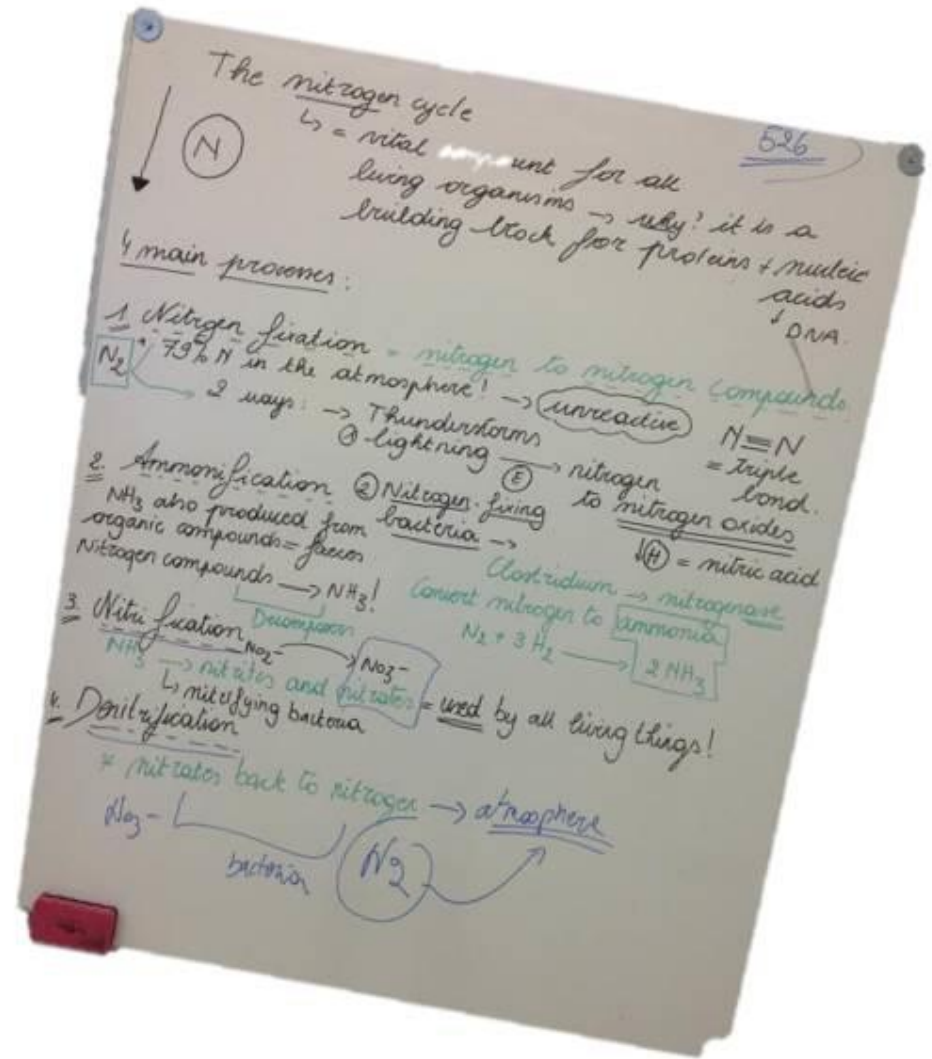 The nitrogen cycle
526
N
↳ = vital unt for all
living organisms → why? it is a
building block for proteins + nucleic
acids
↓ DNA
4 main processes:
1. Nitrgen fixation = nitrogen to nitrogen compounds
N2 • 79% N in the atmosphere! → unreactive N≡N
= triple
bond.
2 ways: → Thunderstorms
① lightning → nitrogen
Ⓔ to nitrogen oxides
↓ Ⓗ = nitric acid
② Nitrogen-fixing
bacteria →
Clostridium → nitrogenase
Convert nitrogen to ammonia
N2 + 3 H2 → 2 NH3
2. Ammonification
NH3 also produced from
organic compounds = faeces
Nitrogen compounds → NH3!
Decomposers
3. Nitri fication
NO2- → NO3-
NH3 → nitrites and nitrates = used by all living things!
↳ nitrifying bacteria
4. Denitrification
* nitrates back to nitrogen → atmosphere
NO3-
bacteria N2